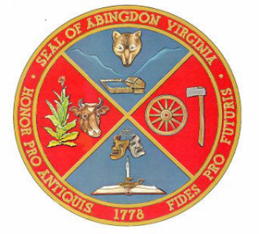 SEAL OF ABINGDON VIRGINIA
HONOR PRO ANTIQUIS
1778
FIDES PRO FUTURIS